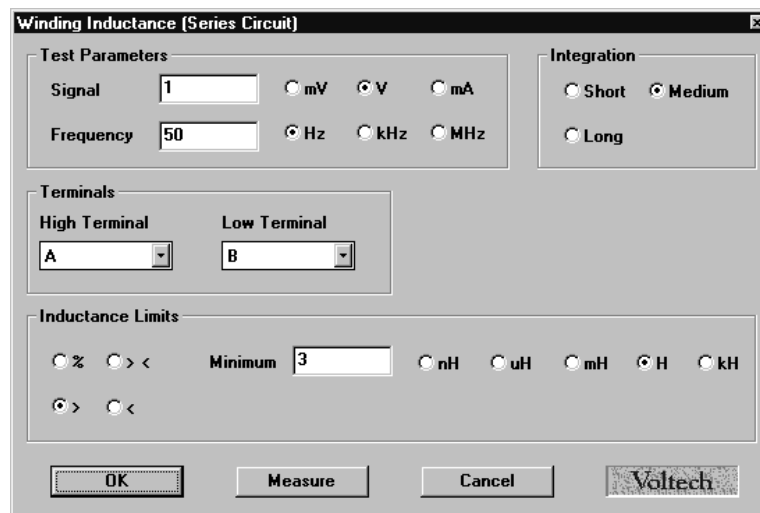 Winding Inductance (Series Circuit)
Test Parameters
Signal 1 mV V mA
Frequency 50 Hz kHz MHz
Integration
Short Medium
Long
Terminals
High Terminal Low Terminal
A B
Inductance Limits
% > < Minimum 3 nH uH mH H kH
> <
OK Measure Cancel Voltech